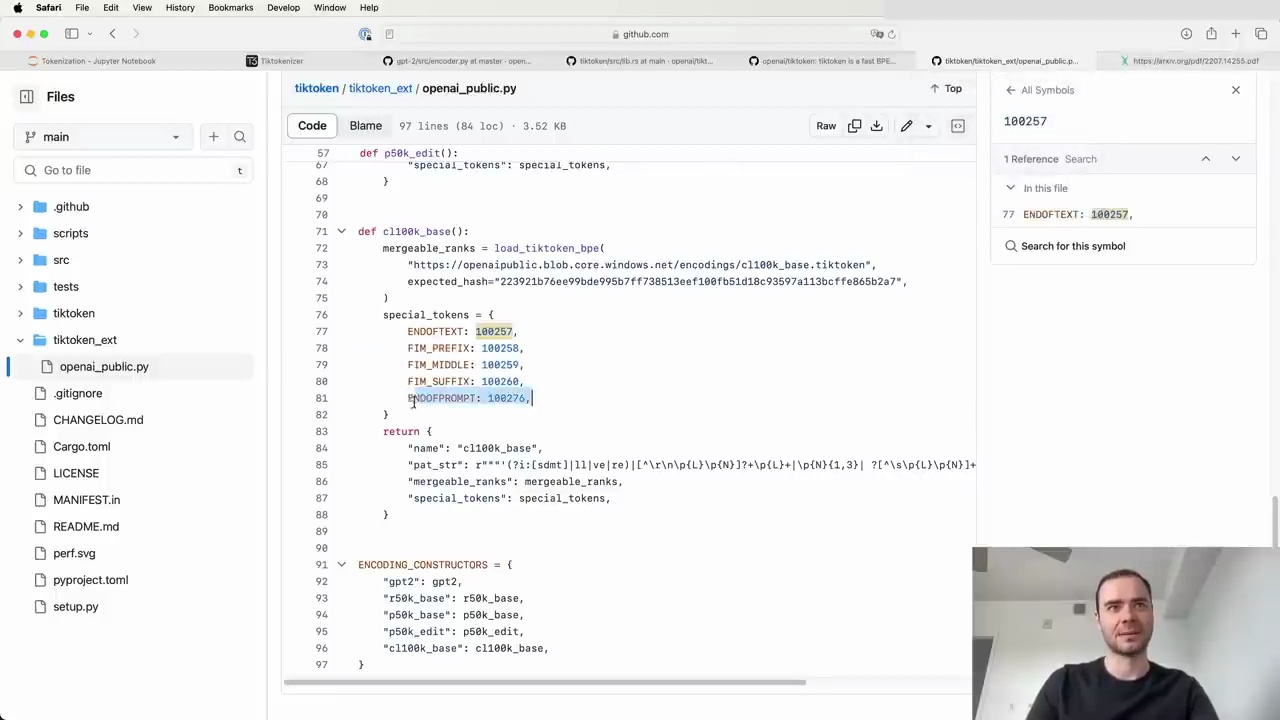 Safari File Edit View History Bookmarks Develop Window Help
github.com
Tokenization - Jupyter Notebook
Tiktokenizer
gpt-2/src/encoder.py at master · open...
tiktoken/src/lib.rs at main · openai/tikt...
openai/tiktoken: tiktoken is a fast BPE...
tiktoken/tiktoken_ext/openai_public.p...
https://arxiv.org/pdf/2207.14255.pdf
Files
main
Go to file
t
.github
scripts
src
tests
tiktoken
tiktoken_ext
openai_public.py
.gitignore
CHANGELOG.md
Cargo.toml
LICENSE
MANIFEST.in
README.md
perf.svg
pyproject.toml
setup.py
tiktoken / tiktoken_ext / openai_public.py
Top
Code Blame 97 lines (84 loc) · 3.52 KB
Raw
57 def p50k_edit():
67 "special_tokens": special_tokens,
68 }
69
70
71 def cl100k_base():
72 mergeable_ranks = load_tiktoken_bpe(
73 "https://openaipublic.blob.core.windows.net/encodings/cl100k_base.tiktoken",
74 expected_hash="223921b76ee99bde995b7ff738513eef100fb51d18c93597a113bcffe865b2a7",
75 )
76 special_tokens = {
77 ENDOFTEXT: 100257,
78 FIM_PREFIX: 100258,
79 FIM_MIDDLE: 100259,
80 FIM_SUFFIX: 100260,
81 ENDOFPROMPT: 100276,
82 }
83 return {
84 "name": "cl100k_base",
85 "pat_str": r"""'(?i:[sdmt]|ll|ve|re)|[^\r\n\p{L}\p{N}]?+\p{L}+|\p{N}{1,3}| ?[^\s\p{L}\p{N}]+
86 "mergeable_ranks": mergeable_ranks,
87 "special_tokens": special_tokens,
88 }
89
90
91 ENCODING_CONSTRUCTORS = {
92 "gpt2": gpt2,
93 "r50k_base": r50k_base,
94 "p50k_base": p50k_base,
95 "p50k_edit": p50k_edit,
96 "cl100k_base": cl100k_base,
97 }
All Symbols
100257
1 Reference Search
In this file
77 ENDOFTEXT: 100257,
Search for this symbol